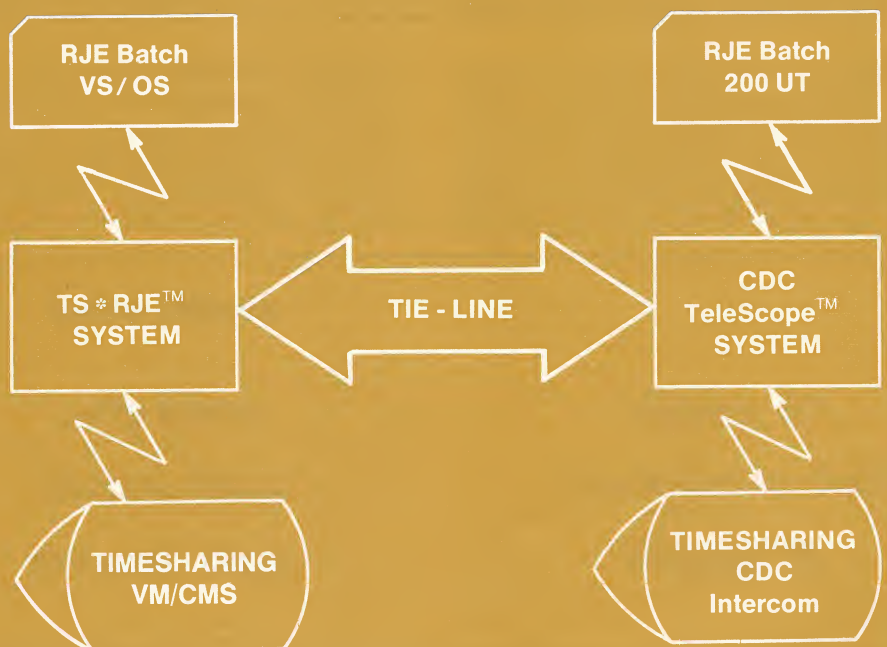 RJE Batch
VS / OS
RJE Batch
200 UT
TS * RJE™
SYSTEM
TIE - LINE
CDC
TeleScope™
SYSTEM
TIMESHARING
VM/CMS
TIMESHARING
CDC
Intercom